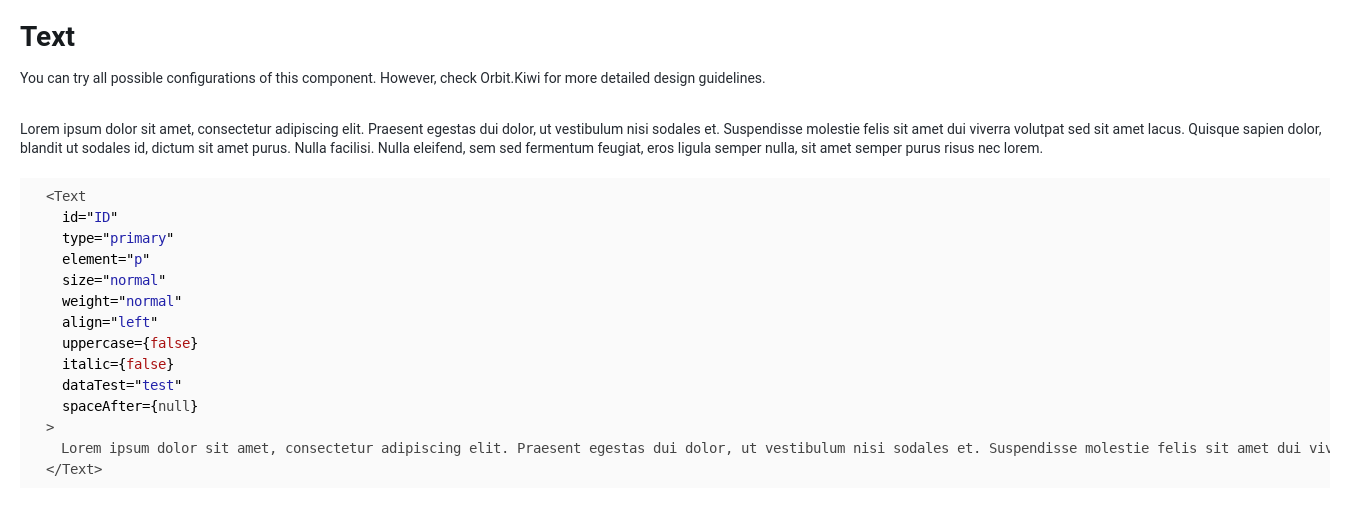 Text
You can try all possible configurations of this component. However, check Orbit.Kiwi for more detailed design guidelines.
Lorem ipsum dolor sit amet, consectetur adipiscing elit. Praesent egestas dui dolor, ut vestibulum nisi sodales et. Suspendisse molestie felis sit amet dui viverra volutpat sed sit amet lacus. Quisque sapien dolor,
blandit ut sodales id, dictum sit amet purus. Nulla facilisi. Nulla eleifend, sem sed fermentum feugiat, eros ligula semper nulla, sit amet semper purus risus nec lorem.
<Text
  id="ID"
  type="primary"
  element="p"
  size="normal"
  weight="normal"
  align="left"
  uppercase={false}
  italic={false}
  dataTest="test"
  spaceAfter={null}
>
  Lorem ipsum dolor sit amet, consectetur adipiscing elit. Praesent egestas dui dolor, ut vestibulum nisi sodales et. Suspendisse molestie felis sit amet dui viv
</Text>